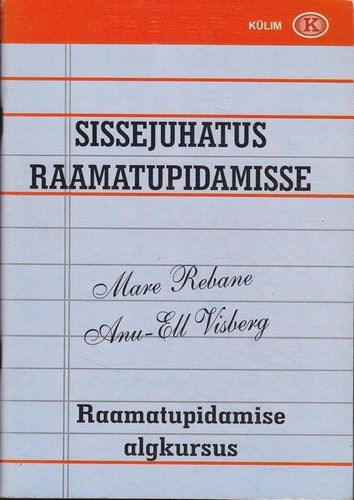 KÜLIM K
SISSEJUHATUS
RAAMATUPIDAMISSE
Mare Rebane
Anu-Ell Visberg
Raamatupidamise
algkursus